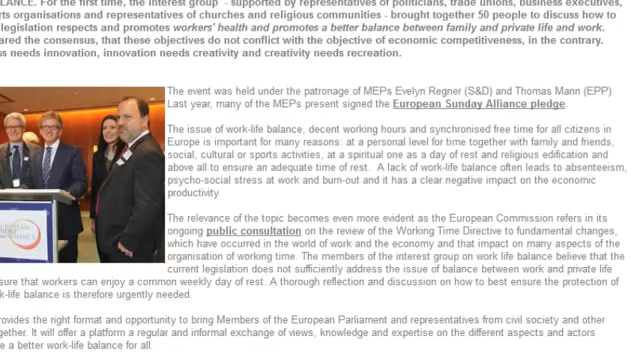 LANCE. For the first time, the interest group - supported by representatives of politicians, trade unions, business executives,
rts organisations and representatives of churches and religious communities - brought together 50 people to discuss how to
legislation respects and promotes workers' health and promotes a better balance between family and private life and work.
ared the consensus, that these objectives do not conflict with the objective of economic competitiveness, in the contrary.
ss needs innovation, innovation needs creativity and creativity needs recreation.
The event was held under the patronage of MEPs Evelyn Regner (S&D) and Thomas Mann (EPP).
Last year, many of the MEPs present signed the European Sunday Alliance pledge.
The issue of work-life balance, decent working hours and synchronised free time for all citizens in
Europe is important for many reasons: at a personal level for time together with family and friends,
social, cultural or sports activities, at a spiritual one as a day of rest and religious edification and
above all to ensure an adequate time of rest. A lack of work-life balance often leads to absenteeism,
psycho-social stress at work and burn-out and it has a clear negative impact on the economic
productivity.
The relevance of the topic becomes even more evident as the European Commission refers in its
ongoing public consultation on the review of the Working Time Directive to fundamental changes,
which have occurred in the world of work and the economy and that impact on many aspects of the
organisation of working time. The members of the interest group on work life balance believe that the
current legislation does not sufficiently address the issue of balance between work and private life
sure that workers can enjoy a common weekly day of rest. A thorough reflection and discussion on how to best ensure the protection of
k-life balance is therefore urgently needed.
rovides the right format and opportunity to bring Members of the European Parliament and representatives from civil society and other
gether. It will offer a platform a regular and informal exchange of views, knowledge and expertise on the different aspects and actors
e a better work-life balance for all.